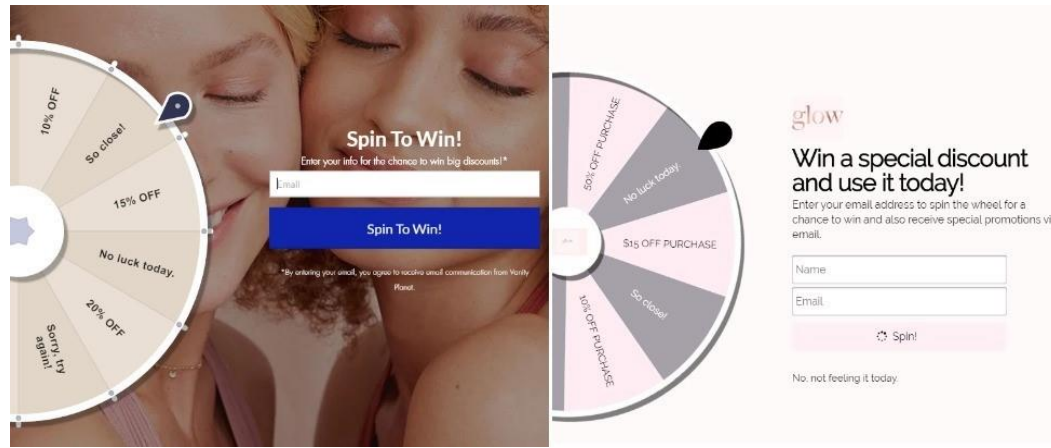 10% OFF
So close!
15% OFF
No luck today.
20% OFF
Sorry, try
again!
Spin To Win!
Enter your info for the chance to win big discounts!*
Email
Spin To Win!
*By entering your email, you agree to receive email communication from Vanity
Planet.
50% OFF PURCHASE
No luck today.
$15 OFF PURCHASE
So close!
10% OFF PURCHASE
glow
glow
Win a special discount
and use it today!
Enter your email address to spin the wheel for a
chance to win and also receive special promotions vi
email.
Name
Email
Spin!
No, not feeling it today.